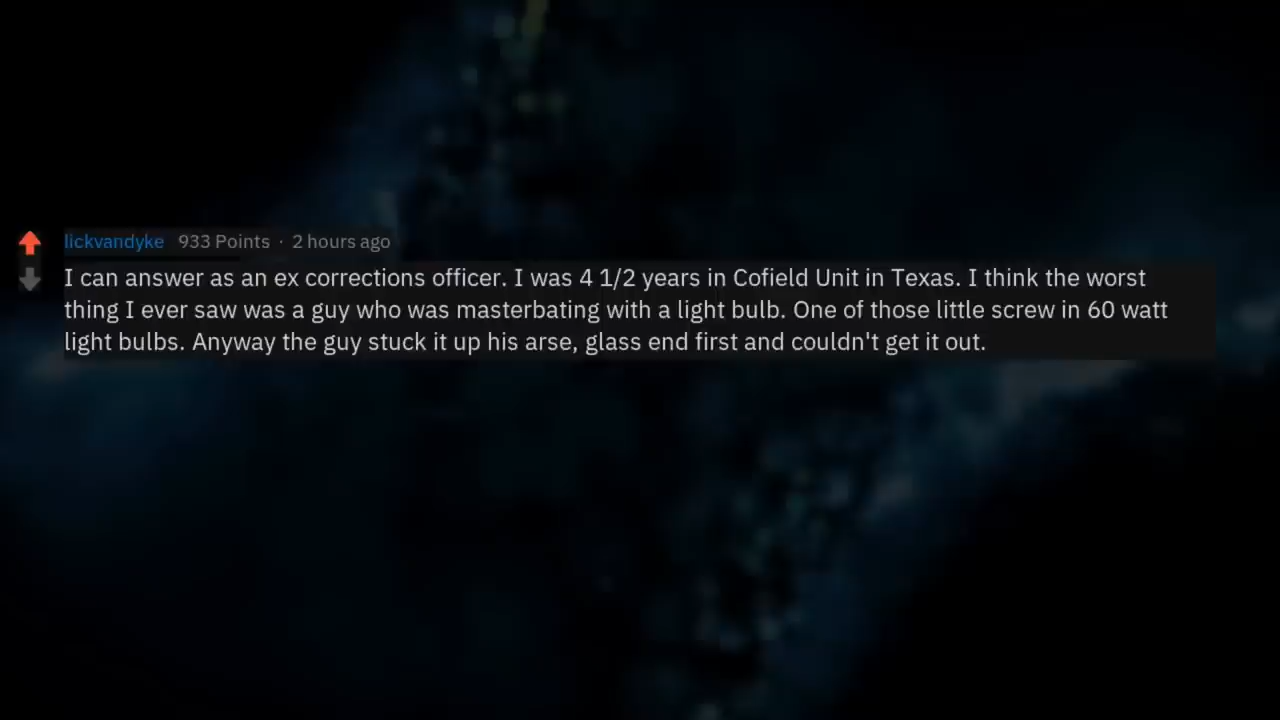 lickvandyke 933 Points · 2 hours ago
I can answer as an ex corrections officer. I was 4 1/2 years in Cofield Unit in Texas. I think the worst
thing I ever saw was a guy who was masterbating with a light bulb. One of those little screw in 60 watt
light bulbs. Anyway the guy stuck it up his arse, glass end first and couldn't get it out.